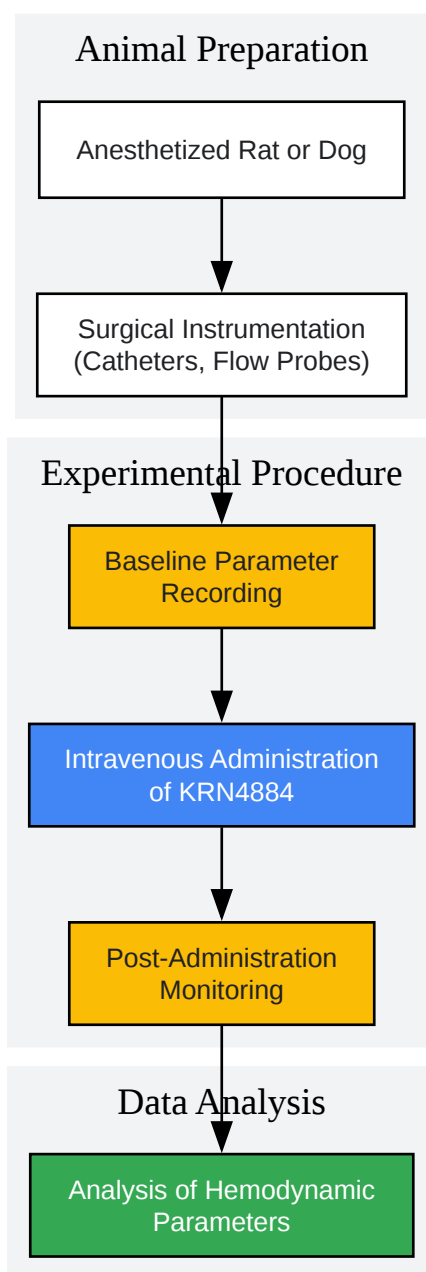 Animal Preparation
Anesthetized Rat or Dog
Surgical Instrumentation
(Catheters, Flow Probes)
Experimental Procedure
Baseline Parameter
Recording
Intravenous Administration
of KRN4884
Post-Administration
Monitoring
Data Analysis
Analysis of Hemodynamic
Parameters